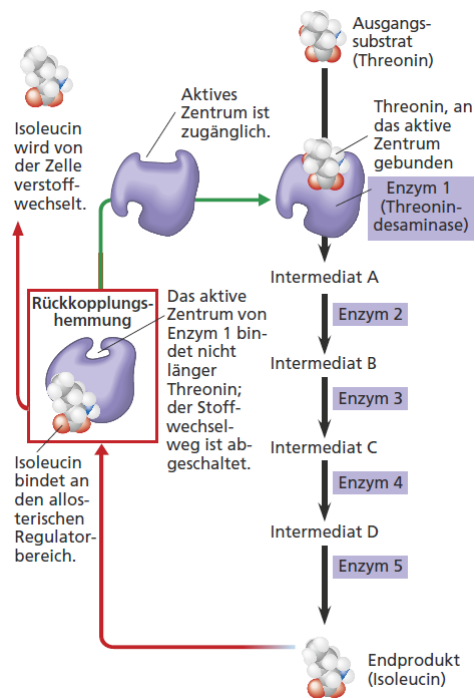 Ausgangs-
substrat
(Threonin)
Aktives
Zentrum ist
zugänglich.
Isoleucin
wird von
der Zelle
verstoff-
wechselt.
Threonin, an
das aktive
Zentrum
gebunden
Enzym 1
(Threonin-
desaminase)
Intermediat A
Rückkopplungs-
hemmung
Das aktive
Zentrum von
Enzym 1 bin-
det nicht
länger
Threonin;
der Stoff-
wechsel-
weg ist ab-
geschaltet.
Enzym 2
Intermediat B
Enzym 3
Intermediat C
Isoleucin
bindet an
den allos-
terischen
Regulator-
bereich.
Enzym 4
Intermediat D
Enzym 5
Endprodukt
(Isoleucin)